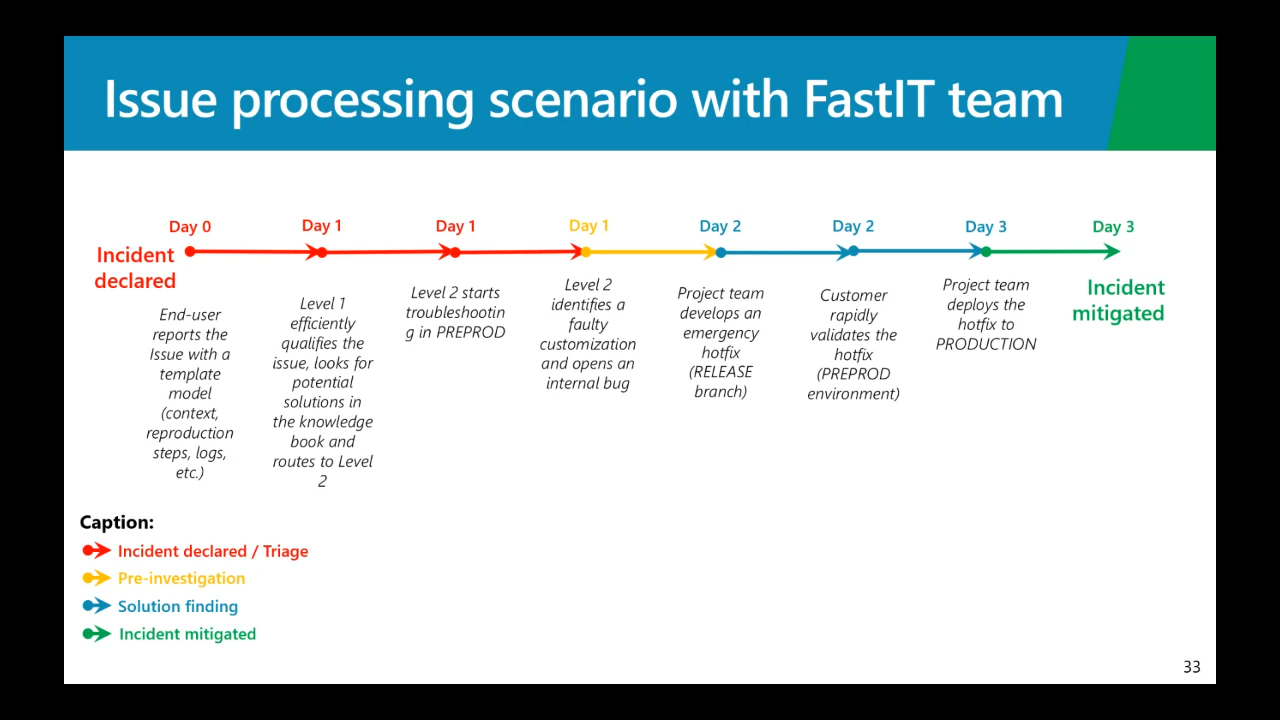 Issue processing scenario with FastIT team
Day 0
Day 1
Day 1
Day 1
Day 2
Day 2
Day 3
Day 3
Incident
declared
End-user
reports the
Issue with a
template
model
(context,
reproduction
steps, logs,
etc.)
Level 1
efficiently
qualifies the
issue, looks for
potential
solutions in
the knowledge
book and
routes to Level
2
Level 2 starts
troubleshootin
g in PREPROD
Level 2
identifies a
faulty
customization
and opens an
internal bug
Project team
develops an
emergency
hotfix
(RELEASE
branch)
Customer
rapidly
validates the
hotfix
(PREPROD
environment)
Project team
deploys the
hotfix to
PRODUCTION
Incident
mitigated
Caption:
Incident declared / Triage
Pre-investigation
Solution finding
Incident mitigated
33